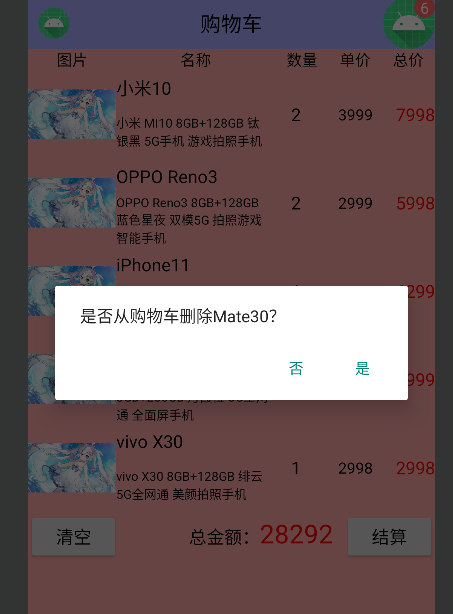 购物车
6
图片 名称 数量 单价 总价
小米10
小米 MI10 8GB+128GB 钛
银黑 5G手机 游戏拍照手机
2 3999 7998
OPPO Reno3
OPPO Reno3 8GB+128GB
蓝色星夜 双模5G 拍照游戏
智能手机
2 2999 5998
iPhone11
299
是否从购物车删除Mate30？
否 是
999
通 全面屏手机
vivo X30
vivo X30 8GB+128GB 绯云
5G全网通 美颜拍照手机
1 2998 2998
清空 总金额：28292 结算